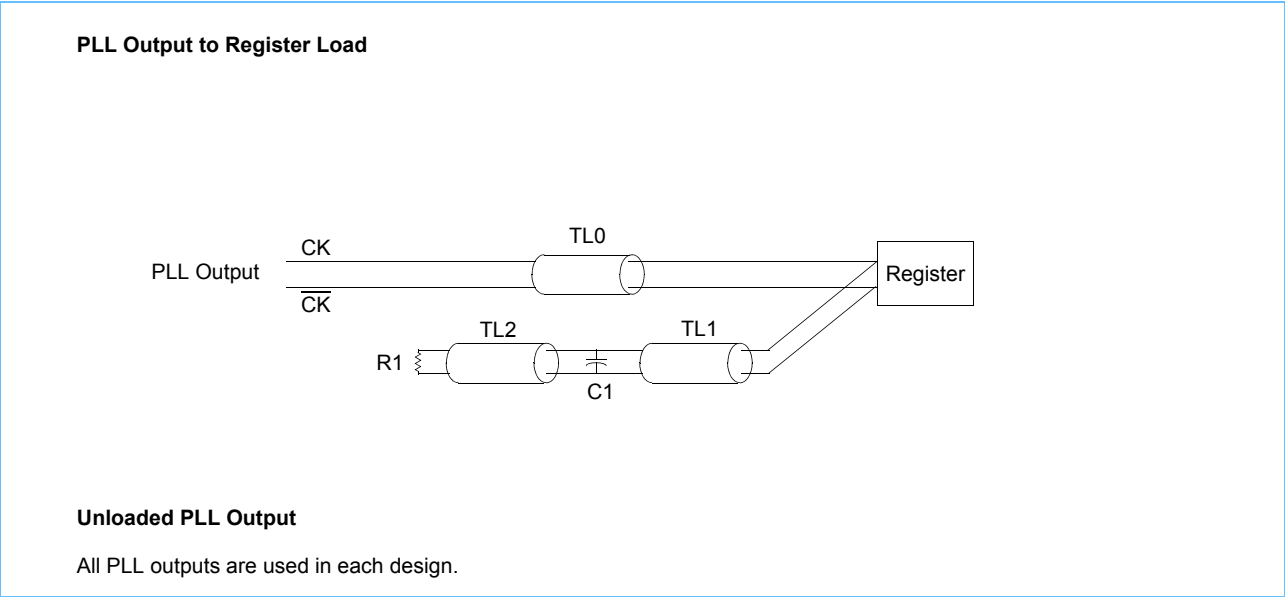 PLL Output to Register Load
TL0
CK
PLL Output
Register
C̅K̅
TL2
TL1
R1
C1
Unloaded PLL Output
All PLL outputs are used in each design.